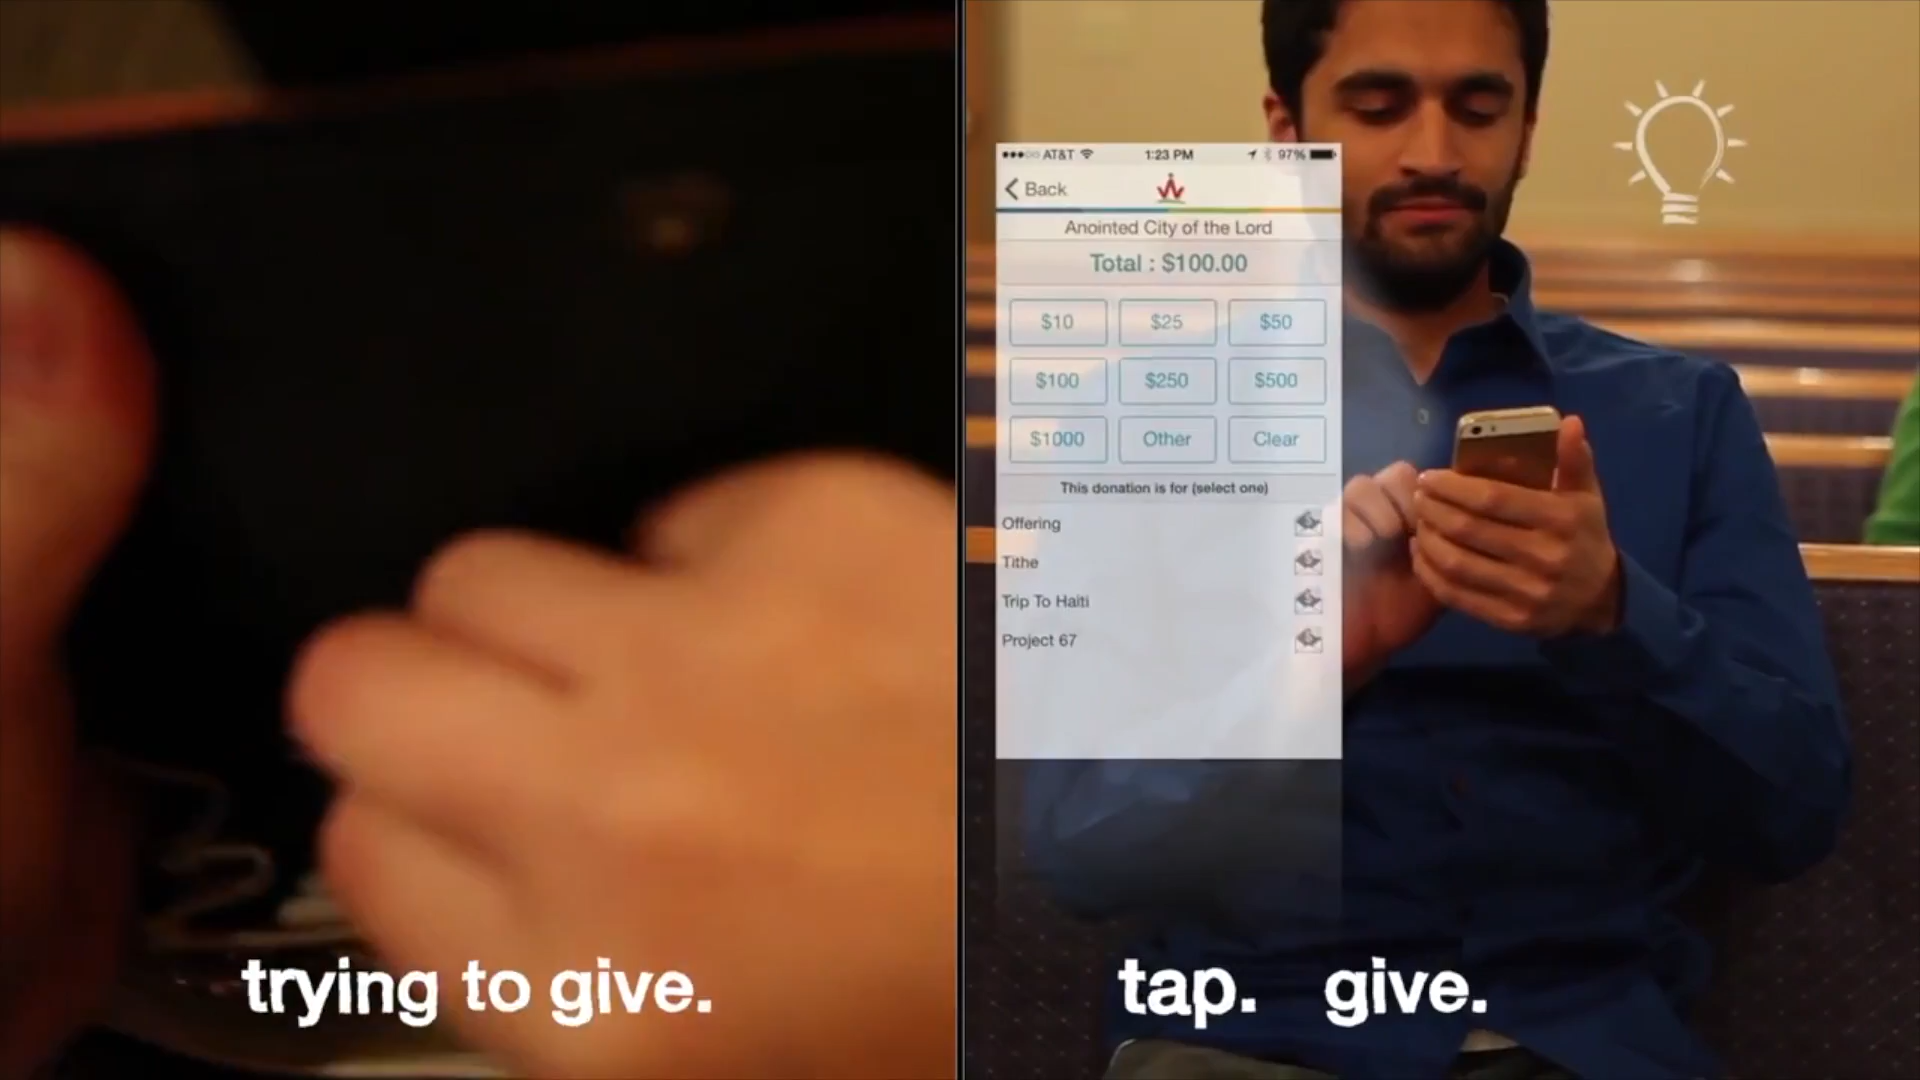 trying to give.
AT&T 1:23 PM 97%
Back
Anointed City of the Lord
Total : $100.00
$10 $25 $50
$100 $250 $500
$1000 Other Clear
This donation is for (select one)
Offering
Tithe
Trip To Haiti
Project 67
tap. give.